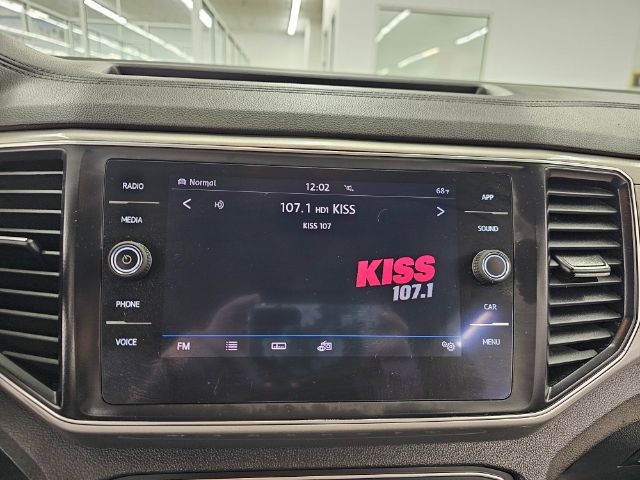 RADIO
MEDIA
PHONE
VOICE
Normal
12:02
68°F
107.1 HD1 KISS
KISS 107
KISS
107.1
FM
APP
SOUND
CAR
MENU